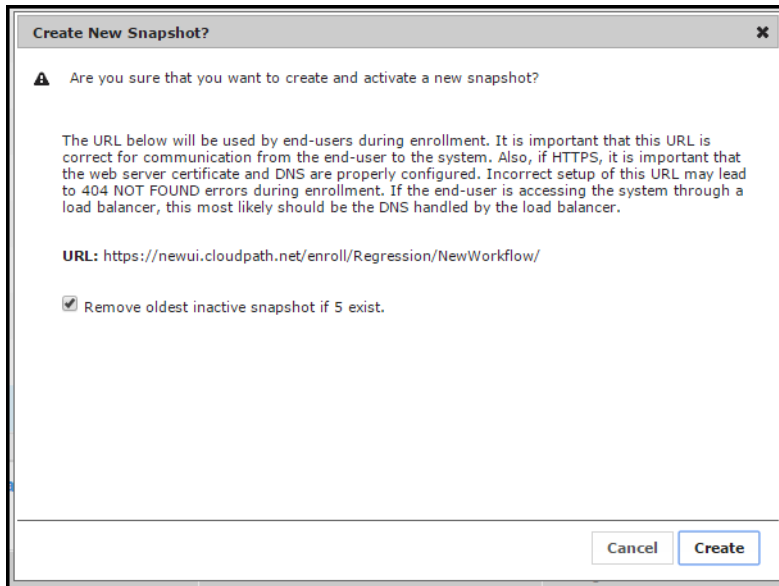 Create New Snapshot?
Are you sure that you want to create and activate a new snapshot?
The URL below will be used by end-users during enrollment. It is important that this URL is
correct for communication from the end-user to the system. Also, if HTTPS, it is important that
the web server certificate and DNS are properly configured. Incorrect setup of this URL may lead
to 404 NOT FOUND errors during enrollment. If the end-user is accessing the system through a
load balancer, this most likely should be the DNS handled by the load balancer.
URL: https://newui.cloudpath.net/enroll/Regression/NewWorkflow/
Remove oldest inactive snapshot if 5 exist.
Cancel Create